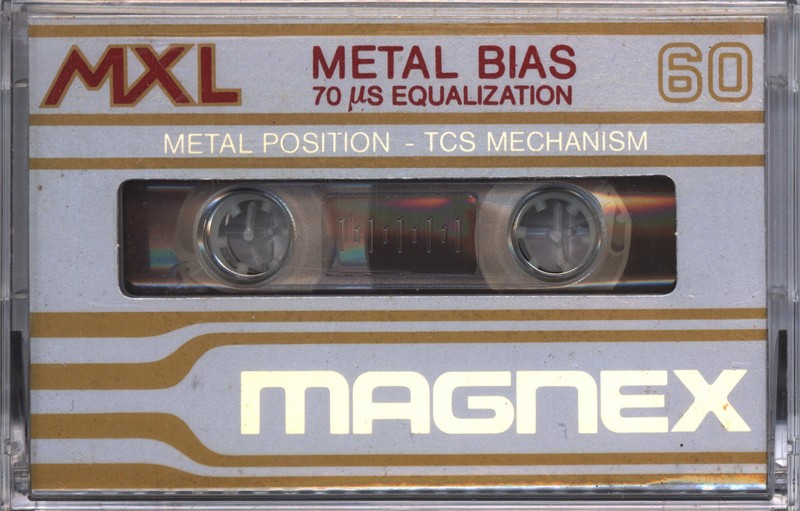 MXL
METAL BIAS
60
70 µS EQUALIZATION
METAL POSITION - TCS MECHANISM
MAGNEX